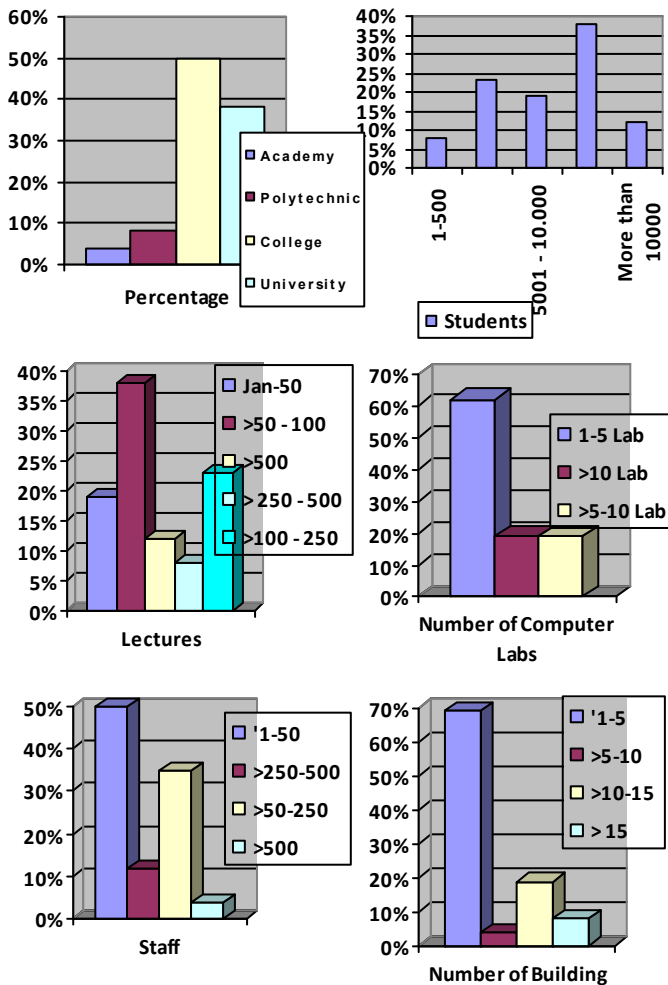 60%
50%
40%
30%
20%
10%
0%
Academy
Polytechnic
College
University
Percentage
40%
35%
30%
25%
20%
15%
10%
5%
0%
1-500
5001 - 10.000
More than
10000
Students
40%
35%
30%
25%
20%
15%
10%
5%
0%
Jan-50
>50 - 100
>500
> 250 - 500
>100 - 250
Lectures
70%
60%
50%
40%
30%
20%
10%
0%
1-5 Lab
>10 Lab
>5-10 Lab
Number of Computer
Labs
50%
40%
30%
20%
10%
0%
'1-50
>250-500
>50-250
>500
Staff
70%
60%
50%
40%
30%
20%
10%
0%
'1-5
>5-10
>10-15
> 15
Number of Building